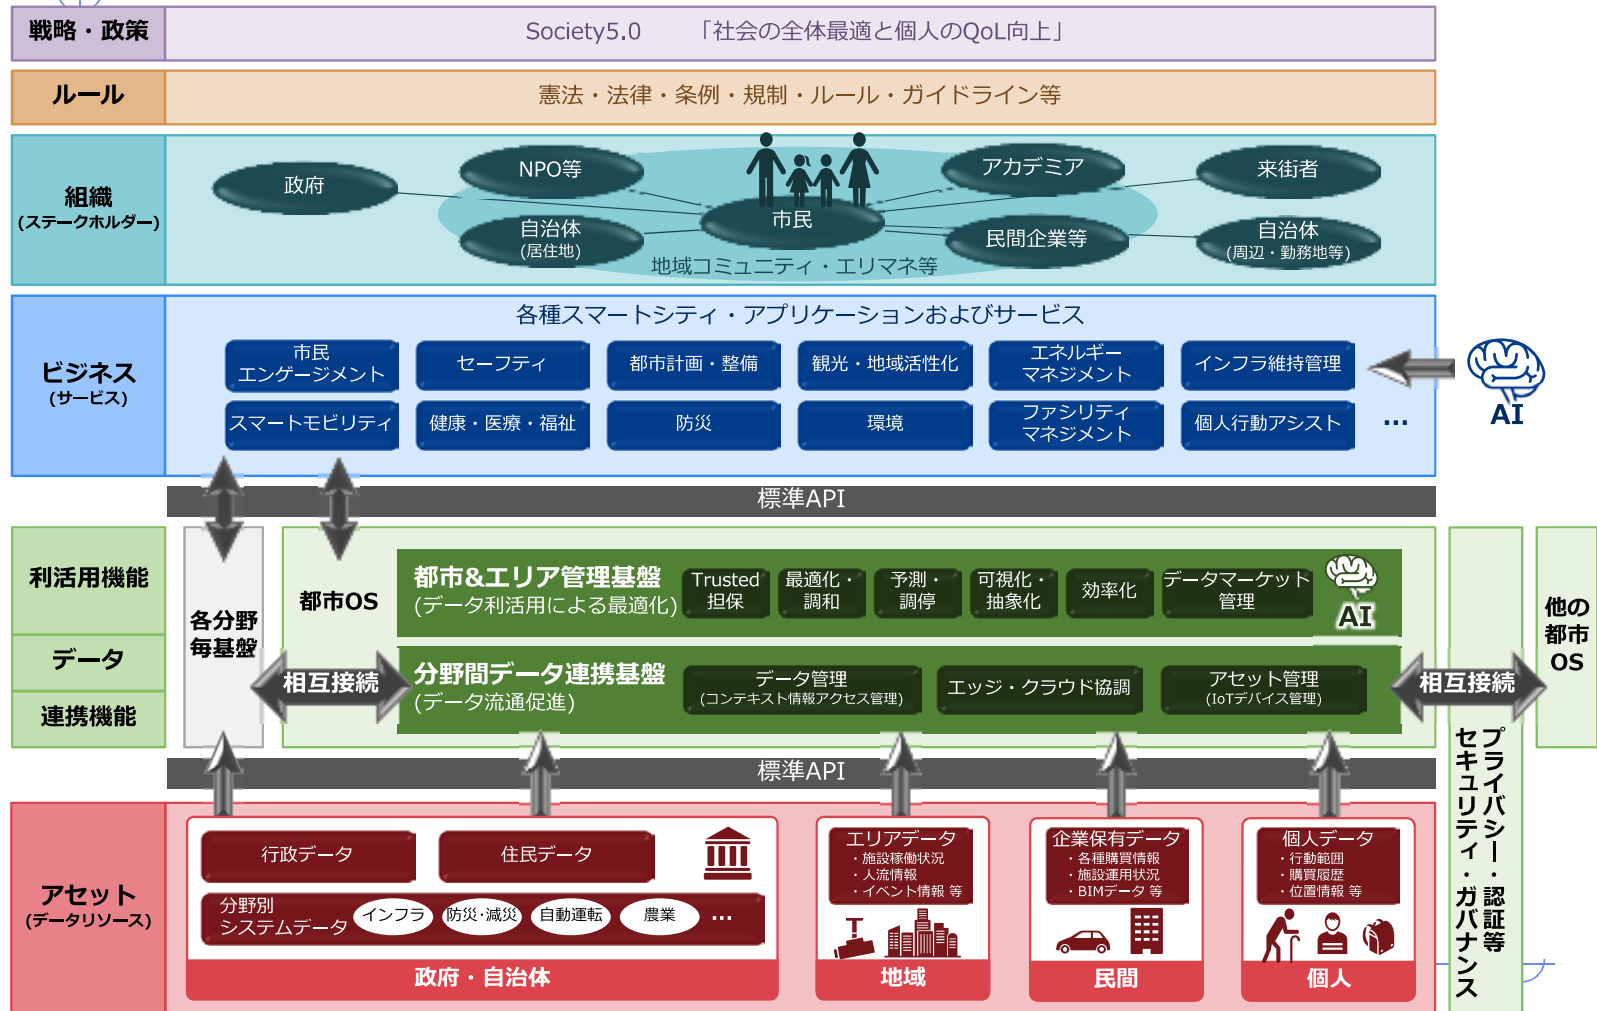 戦略・政策
Society5.0 「社会の全体最適と個人のQoL向上」
ルール
憲法・法律・条例・規制・ルール・ガイドライン等
組織
(ステークホルダー)
政府
NPO等
自治体
(居住地)
市民
アカデミア
民間企業等
来街者
自治体
(周辺・勤務地等)
地域コミュニティ・エリマネ等
ビジネス
(サービス)
各種スマートシティ・アプリケーションおよびサービス
市民
エンゲージメント
セーフティ
都市計画・整備
観光・地域活性化
エネルギー
マネジメント
インフラ維持管理
スマートモビリティ
健康・医療・福祉
防災
環境
ファシリティ
マネジメント
個人行動アシスト
…
AI
標準API
利活用機能
データ
連携機能
各分野
毎基盤
都市OS
都市&エリア管理基盤
(データ利活用による最適化)
Trusted
担保
最適化・
調和
予測・
調停
可視化・
抽象化
効率化
データマーケット
管理
AI
相互接続
分野間データ連携基盤
(データ流通促進)
データ管理
(コンテキスト情報アクセス管理)
エッジ・クラウド協調
アセット管理
(IoTデバイス管理)
相互接続
他の
都市
OS
プライバシー・認証等
セキュリティ・ガバナンス
標準API
アセット
(データリソース)
行政データ
住民データ
分野別
システムデータ
インフラ
防災・減災
自動運転
農業
…
政府・自治体
エリアデータ
・施設稼働状況
・人流情報
・イベント情報 等
地域
企業保有データ
・各種購買情報
・施設運用状況
・BIMデータ 等
民間
個人データ
・行動範囲
・購買履歴
・位置情報 等
個人